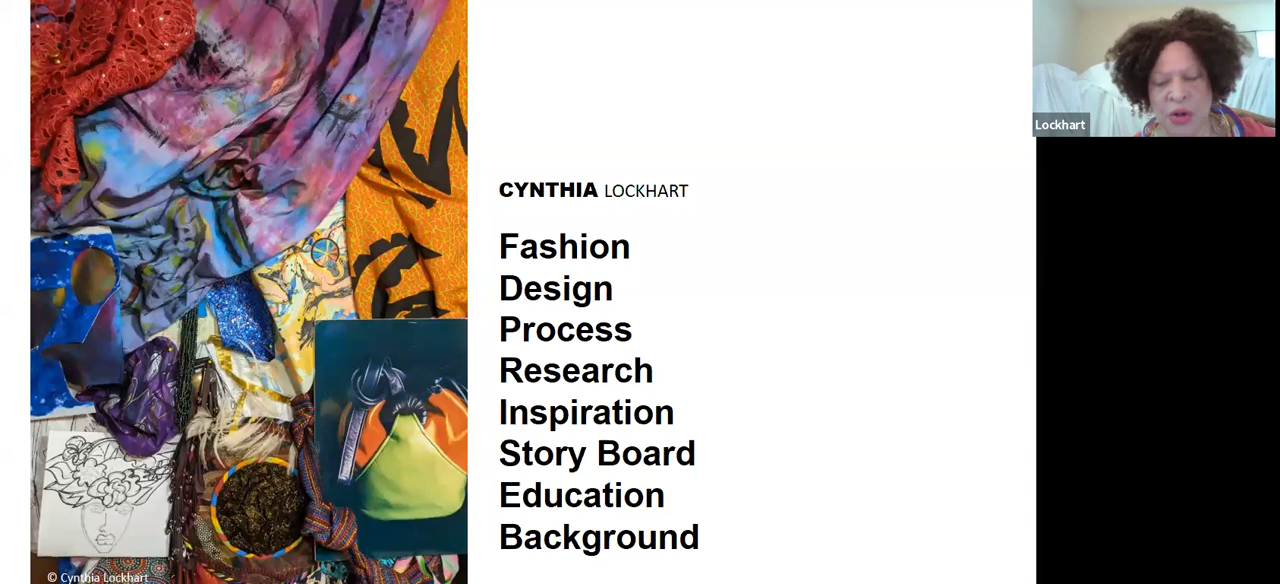 Lockhart
CYNTHIA LOCKHART
Fashion
Design
Process
Research
Inspiration
Story Board
Education
Background
© Cynthia Lockhart